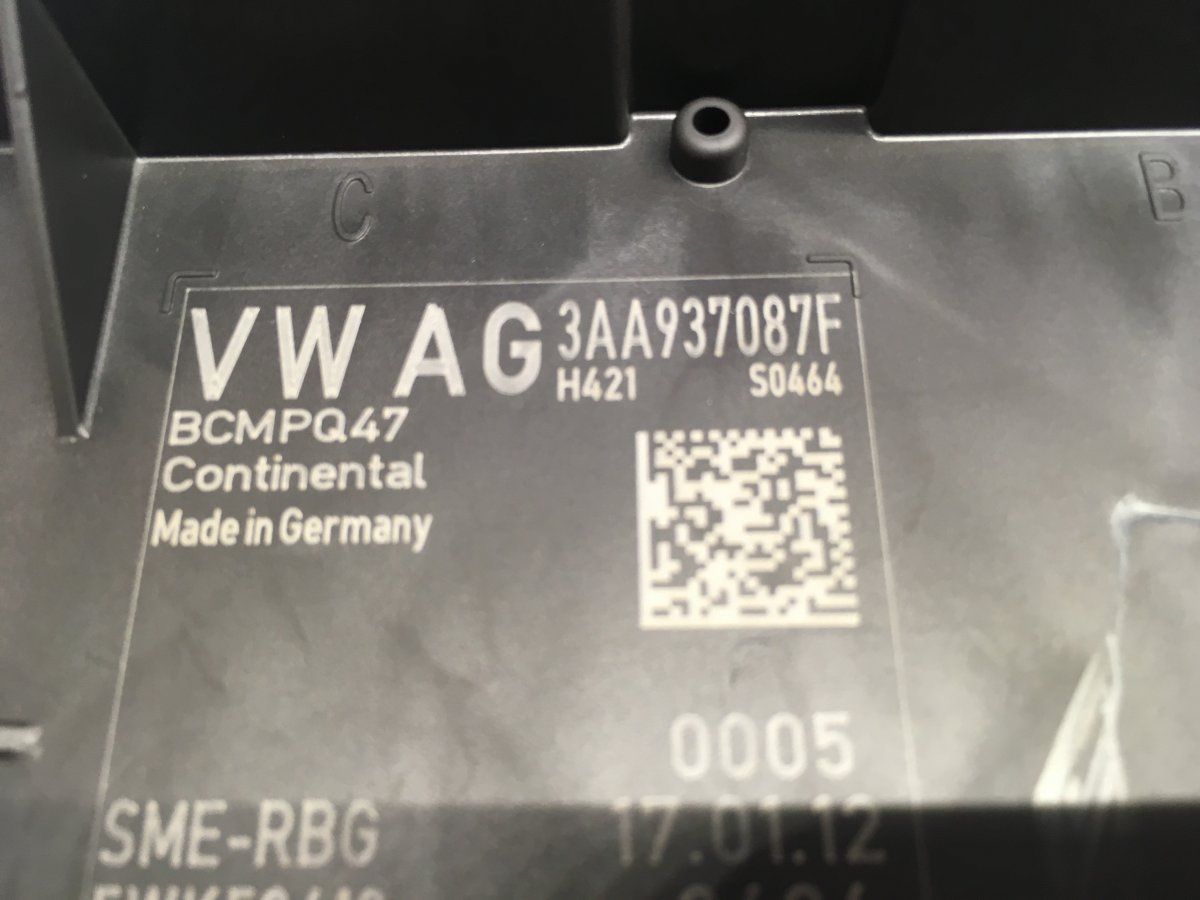 C
B
VW AG 3AA937087F
H421 S0464
BCMPQ47
Continental
Made in Germany
0005
SME-RBG 17.01.12